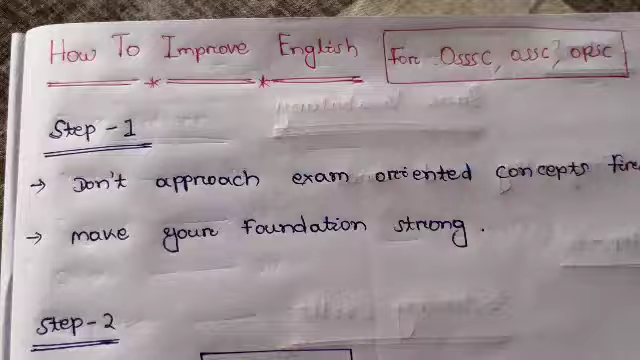 How To Improve English
For : OSSSC, OSSC, OPSC
Step - 1
→ Don't approach exam oriented concepts
→ make your foundation strong.
Step - 2